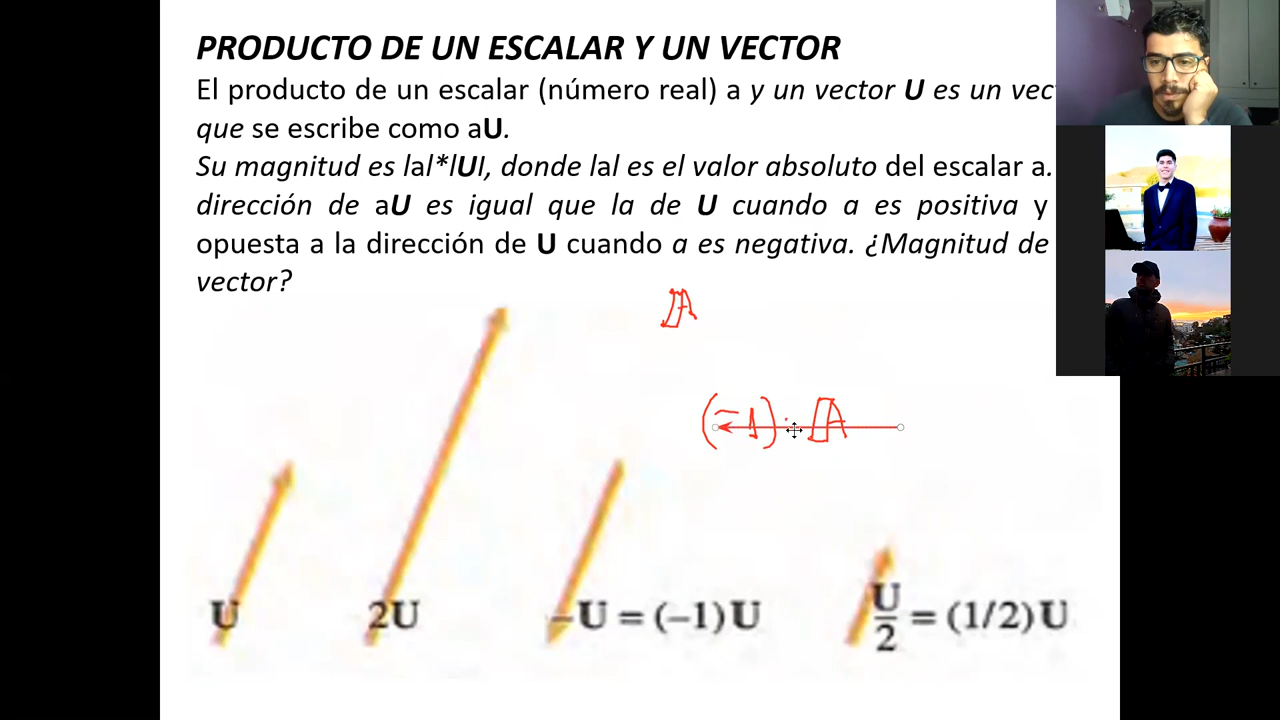 PRODUCTO DE UN ESCALAR Y UN VECTOR
El producto de un escalar (número real) a y un vector U es un vec
que se escribe como aU.
Su magnitud es lal*lUI, donde lal es el valor absoluto del escalar a.
dirección de aU es igual que la de U cuando a es positiva y
opuesta a la dirección de U cuando a es negativa. ¿Magnitud de
vector?
A
(-1) · A
U
2U
-U = (-1)U
U/2 = (1/2)U